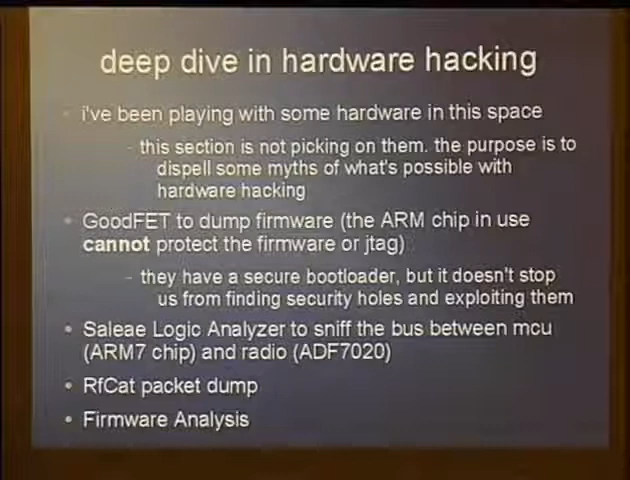 deep dive in hardware hacking
i've been playing with some hardware in this space
- this section is not picking on them. the purpose is to
dispell some myths of what's possible with
hardware hacking
• GoodFET to dump firmware (the ARM chip in use
cannot protect the firmware or jtag)
- they have a secure bootloader, but it doesn't stop
us from finding security holes and exploiting them
• Saleae Logic Analyzer to sniff the bus between mcu
(ARM7 chip) and radio (ADF7020)
• RfCat packet dump
• Firmware Analysis